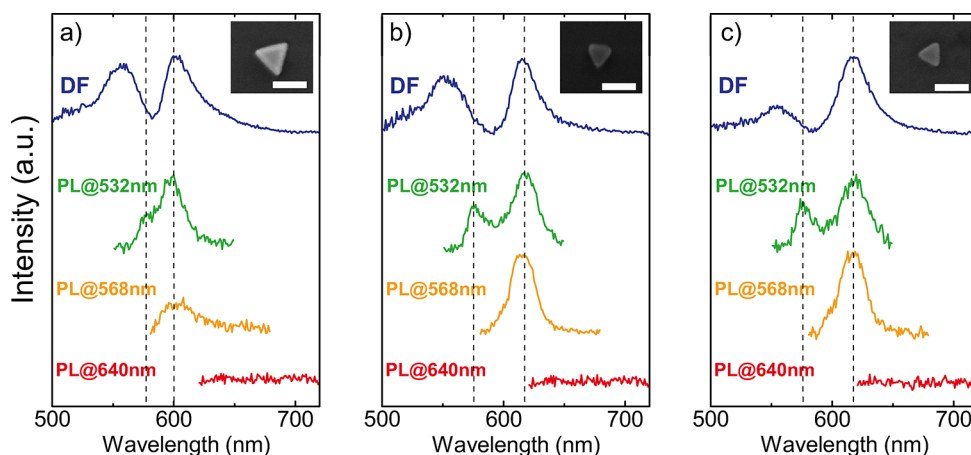 Intensity (a.u.)
a)
DF
PL@532nm
PL@568nm
PL@640nm
500 600 700
Wavelength (nm)
b)
DF
PL@532nm
PL@568nm
PL@640nm
500 600 700
Wavelength (nm)
c)
DF
PL@532nm
PL@568nm
PL@640nm
500 600 700
Wavelength (nm)